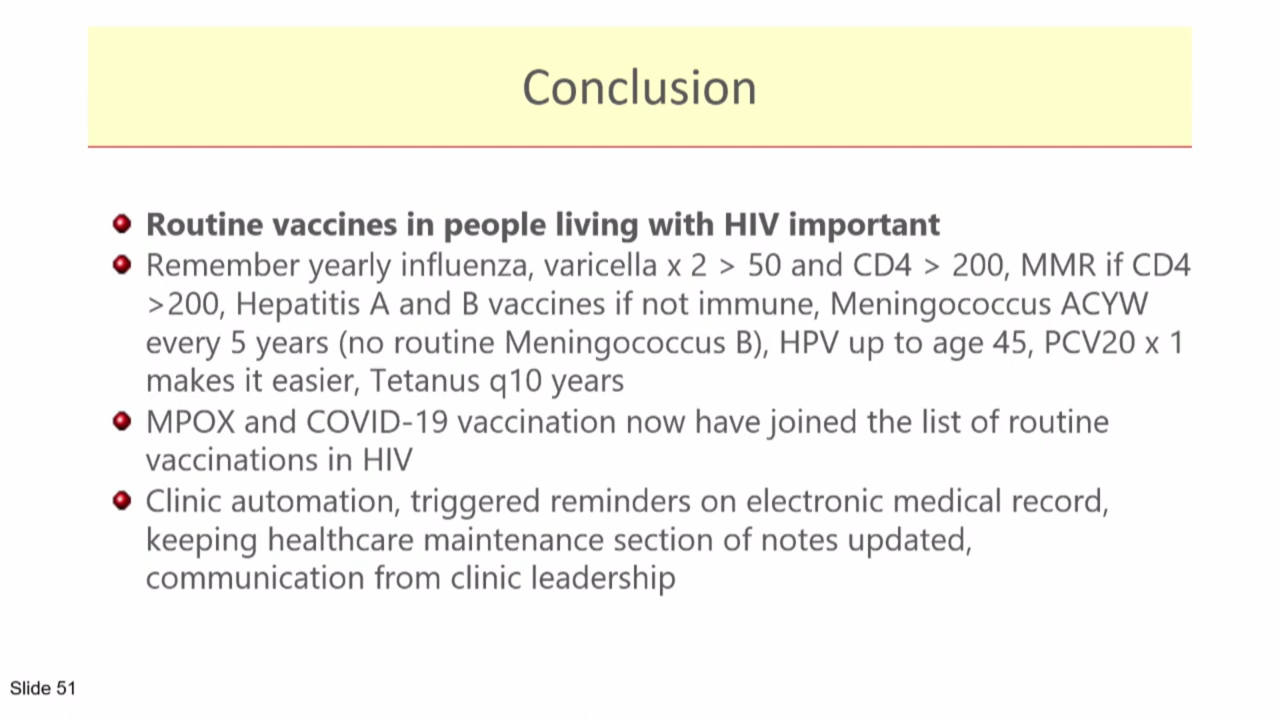 Conclusion
Routine vaccines in people living with HIV important
Remember yearly influenza, varicella x 2 > 50 and CD4 > 200, MMR if CD4
>200, Hepatitis A and B vaccines if not immune, Meningococcus ACYW
every 5 years (no routine Meningococcus B), HPV up to age 45, PCV20 x 1
makes it easier, Tetanus q10 years
MPOX and COVID-19 vaccination now have joined the list of routine
vaccinations in HIV
Clinic automation, triggered reminders on electronic medical record,
keeping healthcare maintenance section of notes updated,
communication from clinic leadership
Slide 51